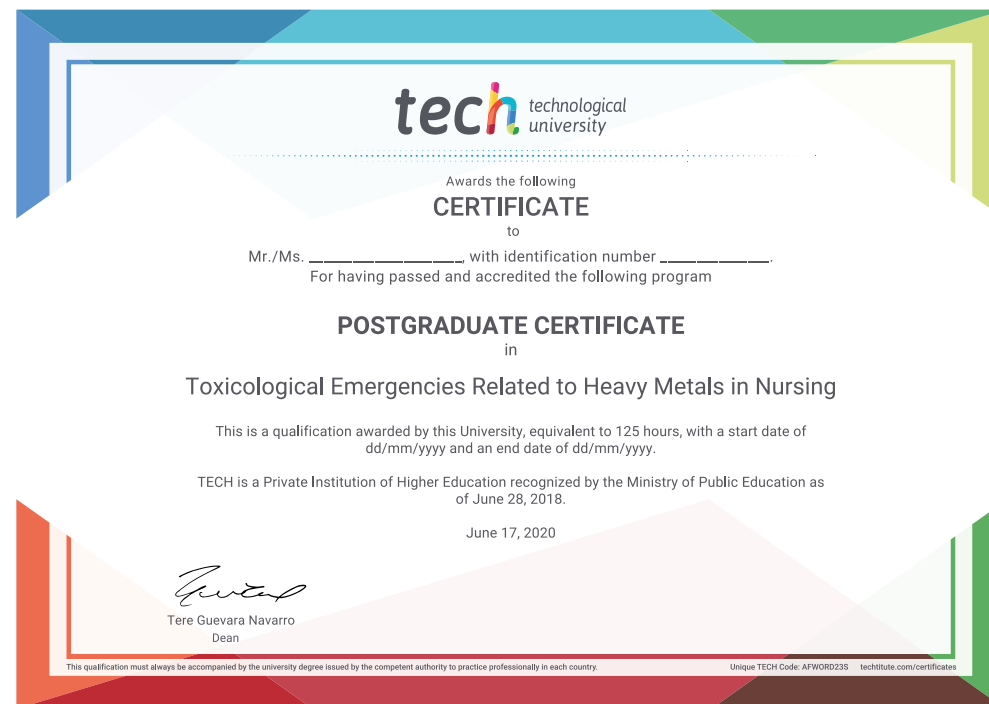 tech technological
university
Awards the following
CERTIFICATE
to
Mr./Ms. ____________________, with identification number ______________.
For having passed and accredited the following program
POSTGRADUATE CERTIFICATE
in
Toxicological Emergencies Related to Heavy Metals in Nursing
This is a qualification awarded by this University, equivalent to 125 hours, with a start date of
dd/mm/yyyy and an end date of dd/mm/yyyy.
TECH is a Private Institution of Higher Education recognized by the Ministry of Public Education as
of June 28, 2018.
June 17, 2020
Tere Guevara Navarro
Dean
This qualification must always be accompanied by the university degree issued by the competent authority to practice professionally in each country.
Unique TECH Code: AFWORD23S techtitute.com/certificates